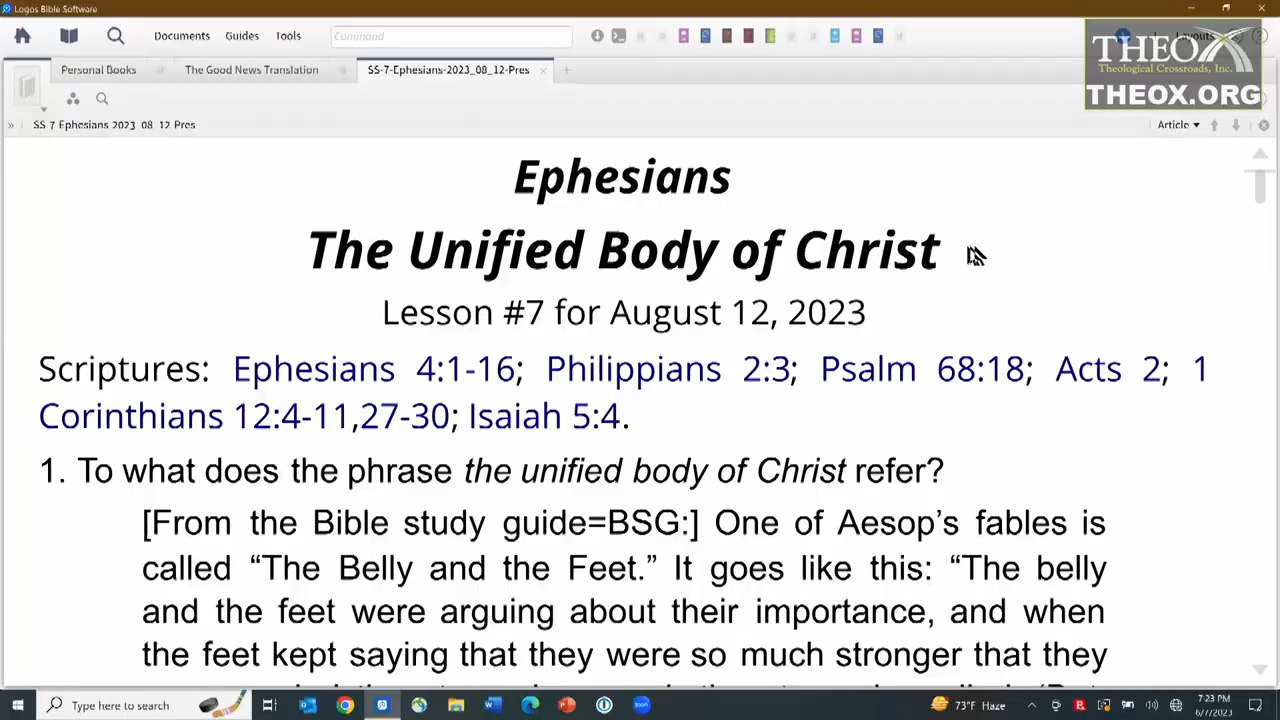 Logos Bible Software
Documents Guides Tools Command Layouts
THEOX
Theological Crossroads, Inc.
THEOX.ORG
Personal Books The Good News Translation SS-7-Ephesians-2023_08_12-Pres
SS-7-Ephesians-2023_08_12-Pres Article
Ephesians
The Unified Body of Christ
Lesson #7 for August 12, 2023
Scriptures: Ephesians 4:1-16; Philippians 2:3; Psalm 68:18; Acts 2; 1
Corinthians 12:4-11,27-30; Isaiah 5:4.
1. To what does the phrase the unified body of Christ refer?
[From the Bible study guide=BSG:] One of Aesop’s fables is
called “The Belly and the Feet.” It goes like this: “The belly
and the feet were arguing about their importance, and when
the feet kept saying that they were so much stronger that they
Type here to search 73°F Haze 7:23 PM
6/7/2023